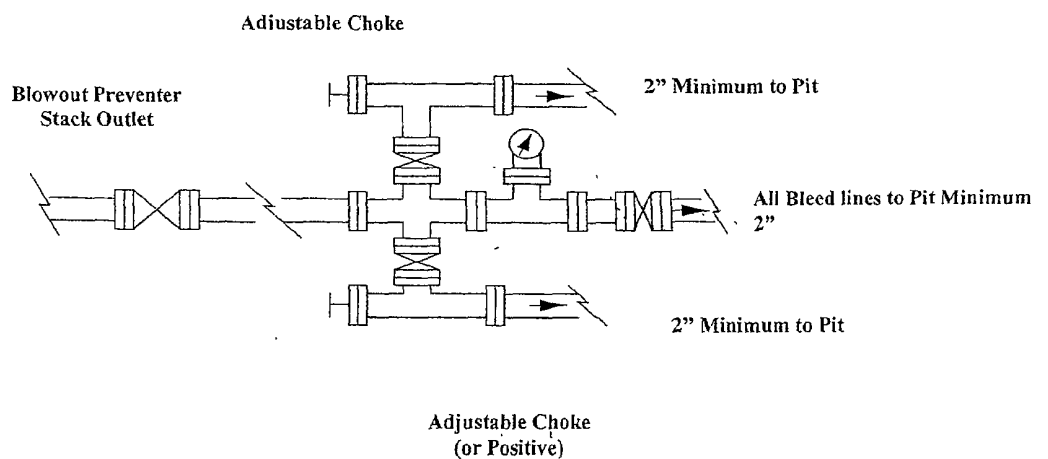 Adjustable Choke
Blowout Preventer
Stack Outlet
2” Minimum to Pit
All Bleed lines to Pit Minimum
2”
2” Minimum to Pit
Adjustable Choke
(or Positive)